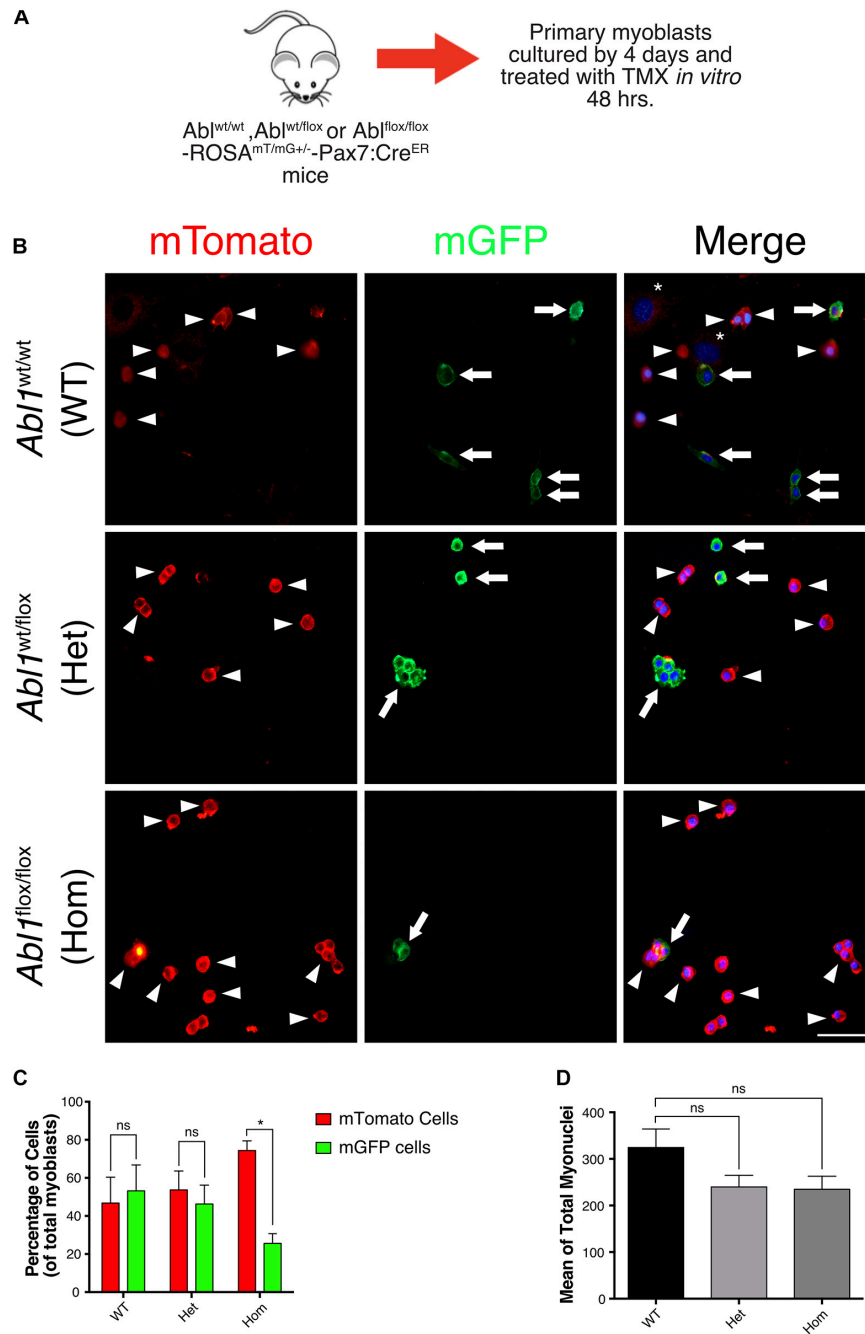 A
Primary myoblasts
cultured by 4 days and
treated with TMX in vitro
48 hrs.
Abl^wt/wt ,Abl^wt/flox or Abl^flox/flox
-ROSA^mT/mG+/--Pax7:Cre^ER
mice
B
mTomato
mGFP
Merge
Abl1^wt/wt
(WT)
*
*
Abl1^wt/flox
(Het)
Abl1^flox/flox
(Hom)
C
Percentage of Cells
(of total myoblasts)
100
80
60
40
20
0
ns
ns
*
WT
Het
Hom
mTomato Cells
mGFP cells
D
Mean of Total Myonuclei
400
300
200
100
0
ns
ns
WT
Het
Hom